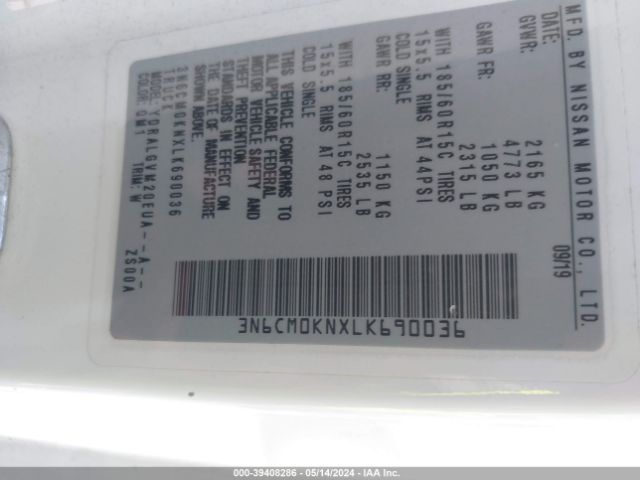 MFD. BY NISSAN MOTOR CO., LTD.
09/19
GVWR: 2165 KG
4773 LB
GAWR FR: 1050 KG
2315 LB
WITH 185/60R15C TIRES
15x5.5 RIMS AT 44PSI
COLD SINGLE
GAWR RR: 1150 KG
2535 LB
WITH 185/60R15C TIRES
15x5.5 RIMS AT 48 PSI
COLD SINGLE
THIS VEHICLE CONFORMS TO
ALL APPLICABLE FEDERAL
MOTOR VEHICLE SAFETY AND
THEFT PREVENTION
STANDARDS IN EFFECT ON
THE DATE OF MANUFACTURE
SHOWN ABOVE.
3N6CM0KNXLK690036
TRUCK
MODEL: YDRALGVM20EUA--A--
COLOR: QM1 TRIM: W ZS00A
3N6CM0KNXLK690036
000-39408286 - 05/14/2024 - IAA Inc.